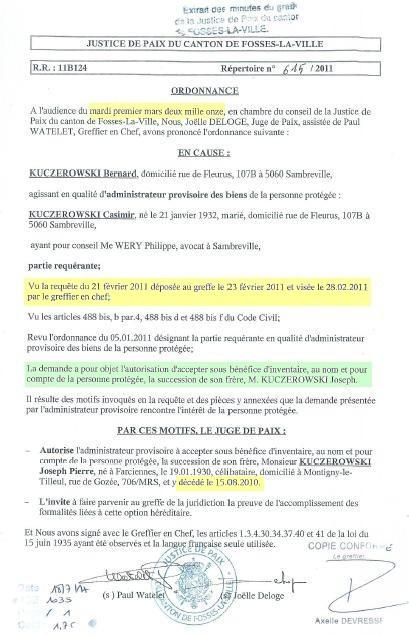 Extrait des minutes du greffe
de la Justice de Paix du canton
FOSSES-LA-VILLE.
JUSTICE DE PAIX DU CANTON DE FOSSES-LA-VILLE
R.R. : 11B124 Répertoire n° 615/2011
ORDONNANCE
A l'audience du mardi premier mars deux mille onze, en chambre du conseil de la Justice de
Paix du canton de Fosses-La-Ville, Nous, Joëlle DELOGE, Juge de Paix, assistée de Paul
WATELET, Greffier en Chef, avons prononcé l'ordonnance suivante :
EN CAUSE :
KUCZEROWSKI Bernard, domicilié rue de Fleurus, 107B à 5060 Sambreville,
agissant en qualité d'administrateur provisoire des biens de la personne protégée :
KUCZEROWSKI Casimir, né le 21 janvier 1932, marié, domicilié rue de Fleurus, 107B à
Sambreville,
ayant pour conseil Me WERY Philippe, avocat à Sambreville,
partie requérante;
Vu la requête du 21 février 2011 déposée au greffe le 23 février 2011 et visée le 28.02.2011
par le greffier en chef;
Vu les articles 488 bis, b par.4, 488 bis d et 488 bis f du Code Civil;
Revu l'ordonnance du 05.01.2011 désignant la partie requérante en qualité d'administrateur
provisoire des biens de la personne protégée;
La demande a pour objet l'autorisation d'accepter sous bénéfice d'inventaire, au nom et pour
compte de la personne protégée, la succession de son frère, M. KUCZEROWSKI Joseph.
Il résulte des motifs invoqués en la requête et des pièces y annexées que la demande présentée
par l'administrateur provisoire rencontre l'intérêt de la personne protégée.
PAR CES MOTIFS, LE JUGE DE PAIX :
– Autorise l'administrateur provisoire à accepter sous bénéfice d'inventaire, au nom et pour
compte de la personne protégée, la succession de son frère, Monsieur KUCZEROWSKI
Joseph Pierre, né à Farciennes, le 19.01.1930, célibataire, domicilié à Montigny-le-
Tilleul, rue de Gozée, 706/MRS, et y décédé le 15.08.2010.
– L'invite à faire parvenir au greffe de la juridiction la preuve de l'accomplissement des
formalités liées à cette option héréditaire.
Et Nous avons signé avec le Greffier en Chef, les articles 1.3.4.30.34.37.40 et 41 de la loi du
15 juin 1935 ayant été observés et la langue française seule utilisée.
JUSTICE DE PAIX
CANTON DE FOSSES-LA-VILLE
COPIE CONFORME
Le greffier
(s) Paul Watelet (s) Joëlle Deloge
Axelle DEVRESSE